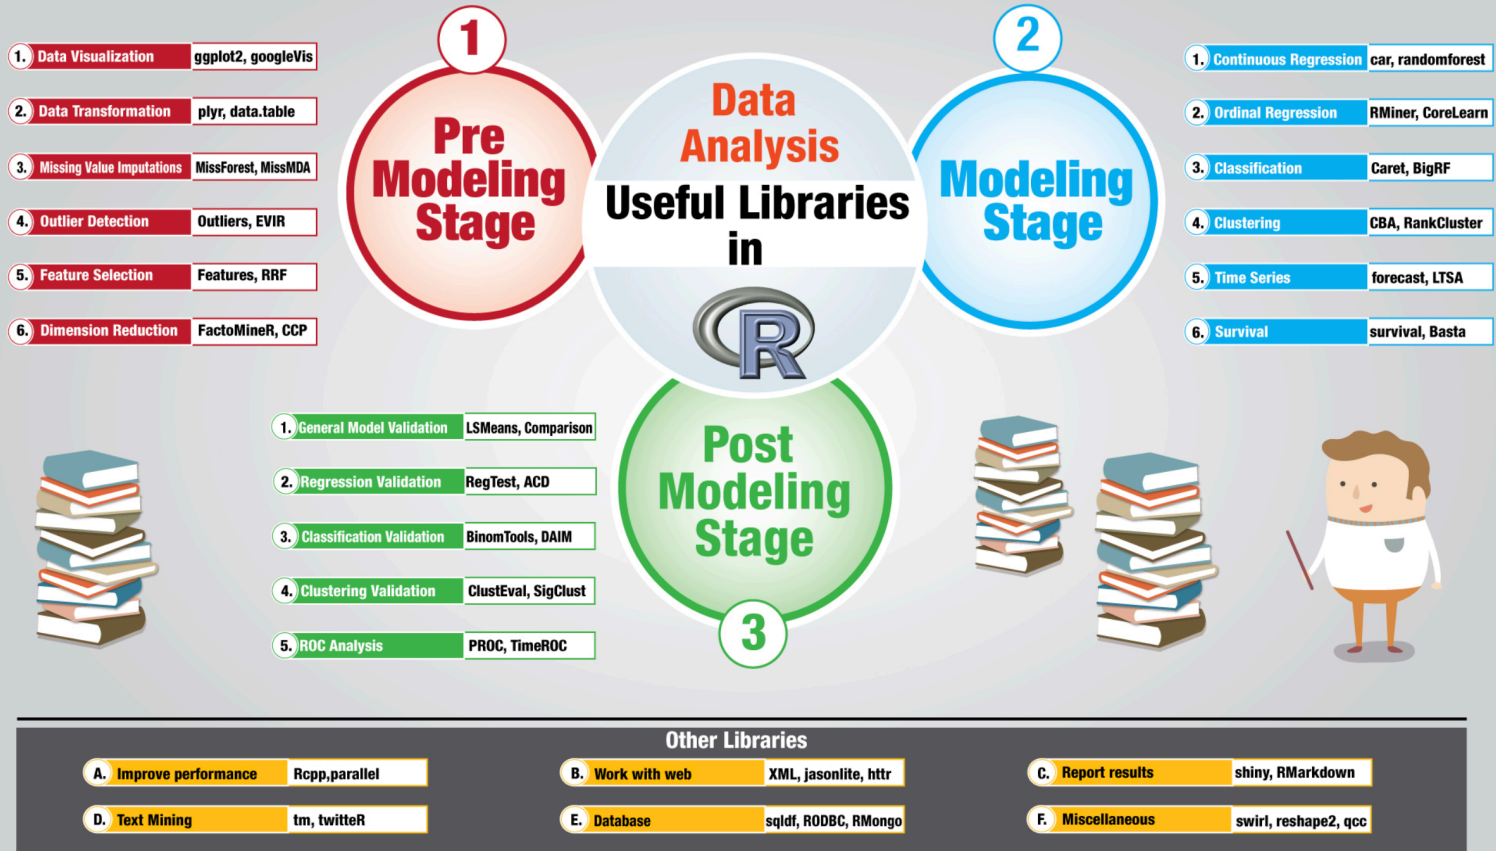 1
2
Data
Analysis
Useful Libraries
in
R
Pre
Modeling
Stage
1. Data Visualization ggplot2, googleVis
2. Data Transformation plyr, data.table
3. Missing Value Imputations MissForest, MissMDA
4. Outlier Detection Outliers, EVIR
5. Feature Selection Features, RRF
6. Dimension Reduction FactoMineR, CCP
Modeling
Stage
1. Continuous Regression car, randomforest
2. Ordinal Regression RMiner, CoreLearn
3. Classification Caret, BigRF
4. Clustering CBA, RankCluster
5. Time Series forecast, LTSA
6. Survival survival, Basta
Post
Modeling
Stage
3
1. General Model Validation LSMeans, Comparison
2. Regression Validation RegTest, ACD
3. Classification Validation BinomTools, DAIM
4. Clustering Validation ClustEval, SigClust
5. ROC Analysis PROC, TimeROC
Other Libraries
A. Improve performance Rcpp,parallel
B. Work with web XML, jasonlite, httr
C. Report results shiny, RMarkdown
D. Text Mining tm, twitteR
E. Database sqldf, RODBC, RMongo
F. Miscellaneous swirl, reshape2, qcc